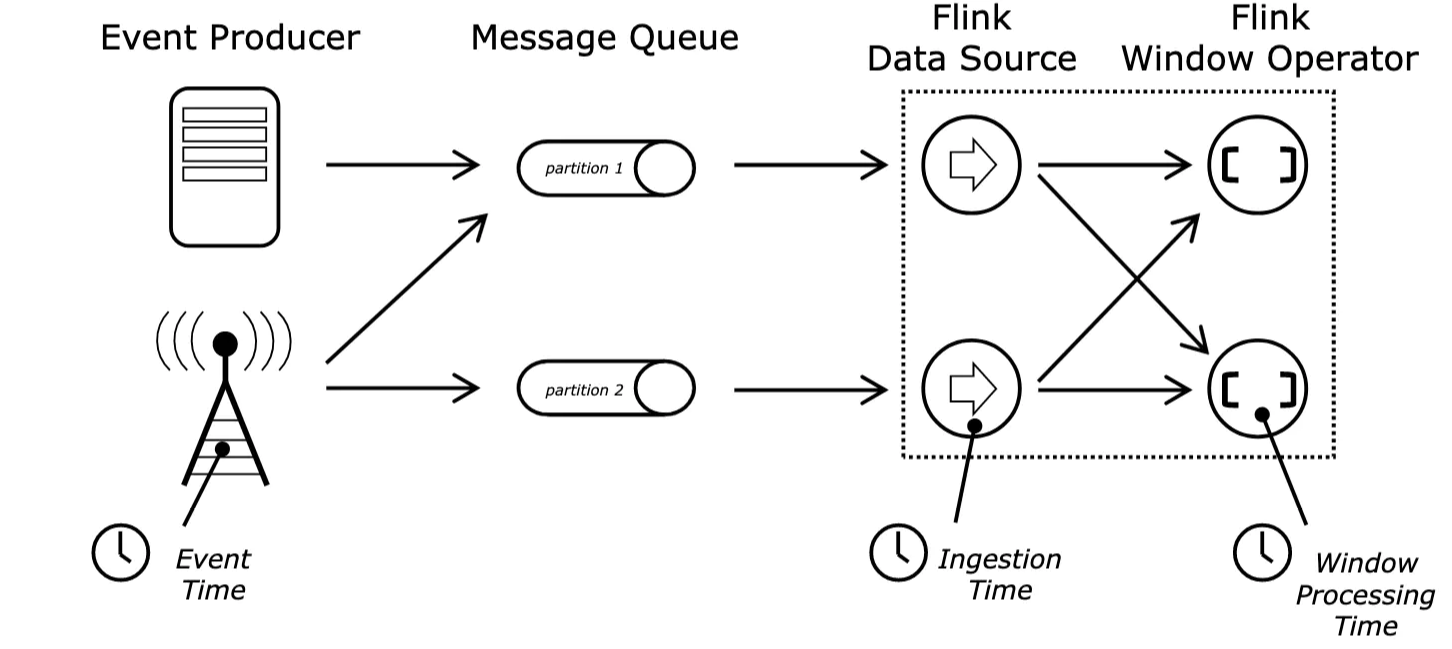 Event Producer
Message Queue
Flink
Data Source
Flink
Window Operator
partition 1
partition 2
Event
Time
Ingestion
Time
Window
Processing
Time